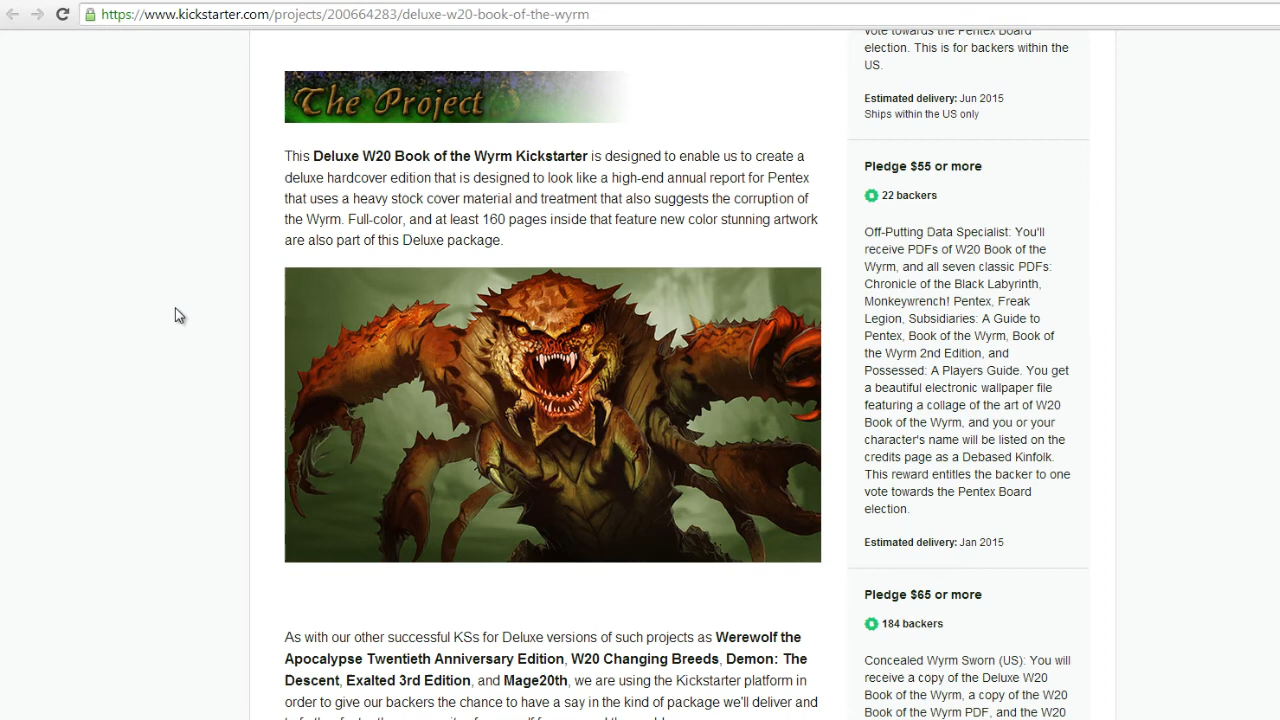 https://www.kickstarter.com/projects/200664283/deluxe-w20-book-of-the-wyrm
The Project
This Deluxe W20 Book of the Wyrm Kickstarter is designed to enable us to create a
deluxe hardcover edition that is designed to look like a high-end annual report for Pentex
that uses a heavy stock cover material and treatment that also suggests the corruption of
the Wyrm. Full-color, and at least 160 pages inside that feature new color stunning artwork
are also part of this Deluxe package.
As with our other successful KSs for Deluxe versions of such projects as Werewolf the
Apocalypse Twentieth Anniversary Edition, W20 Changing Breeds, Demon: The
Descent, Exalted 3rd Edition, and Mage20th, we are using the Kickstarter platform in
order to give our backers the chance to have a say in the kind of package we'll deliver and
vote towards the Pentex Board
election. This is for backers within the
US.
Estimated delivery: Jun 2015
Ships within the US only
Pledge $55 or more
22 backers
Off-Putting Data Specialist: You'll
receive PDFs of W20 Book of the
Wyrm, and all seven classic PDFs:
Chronicle of the Black Labyrinth,
Monkeywrench! Pentex, Freak
Legion, Subsidiaries: A Guide to
Pentex, Book of the Wyrm, Book of
the Wyrm 2nd Edition, and
Possessed: A Players Guide. You get
a beautiful electronic wallpaper file
featuring a collage of the art of W20
Book of the Wyrm, and you or your
character's name will be listed on the
credits page as a Debased Kinfolk.
This reward entitles the backer to one
vote towards the Pentex Board
election.
Estimated delivery: Jan 2015
Pledge $65 or more
184 backers
Concealed Wyrm Sworn (US): You will
receive a copy of the Deluxe W20
Book of the Wyrm, a copy of the W20
Book of the Wyrm PDF, and the W20